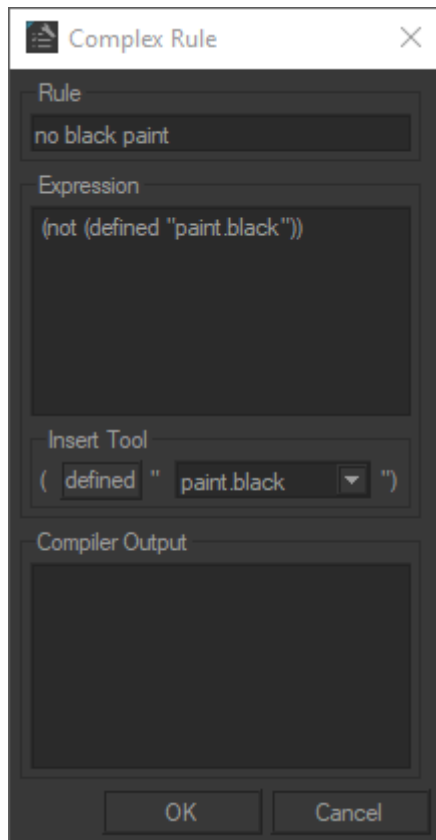 Complex Rule
Rule
no black paint
Expression
(not (defined "paint.black"))
Insert Tool
( defined " paint.black ")
Compiler Output
OK Cancel